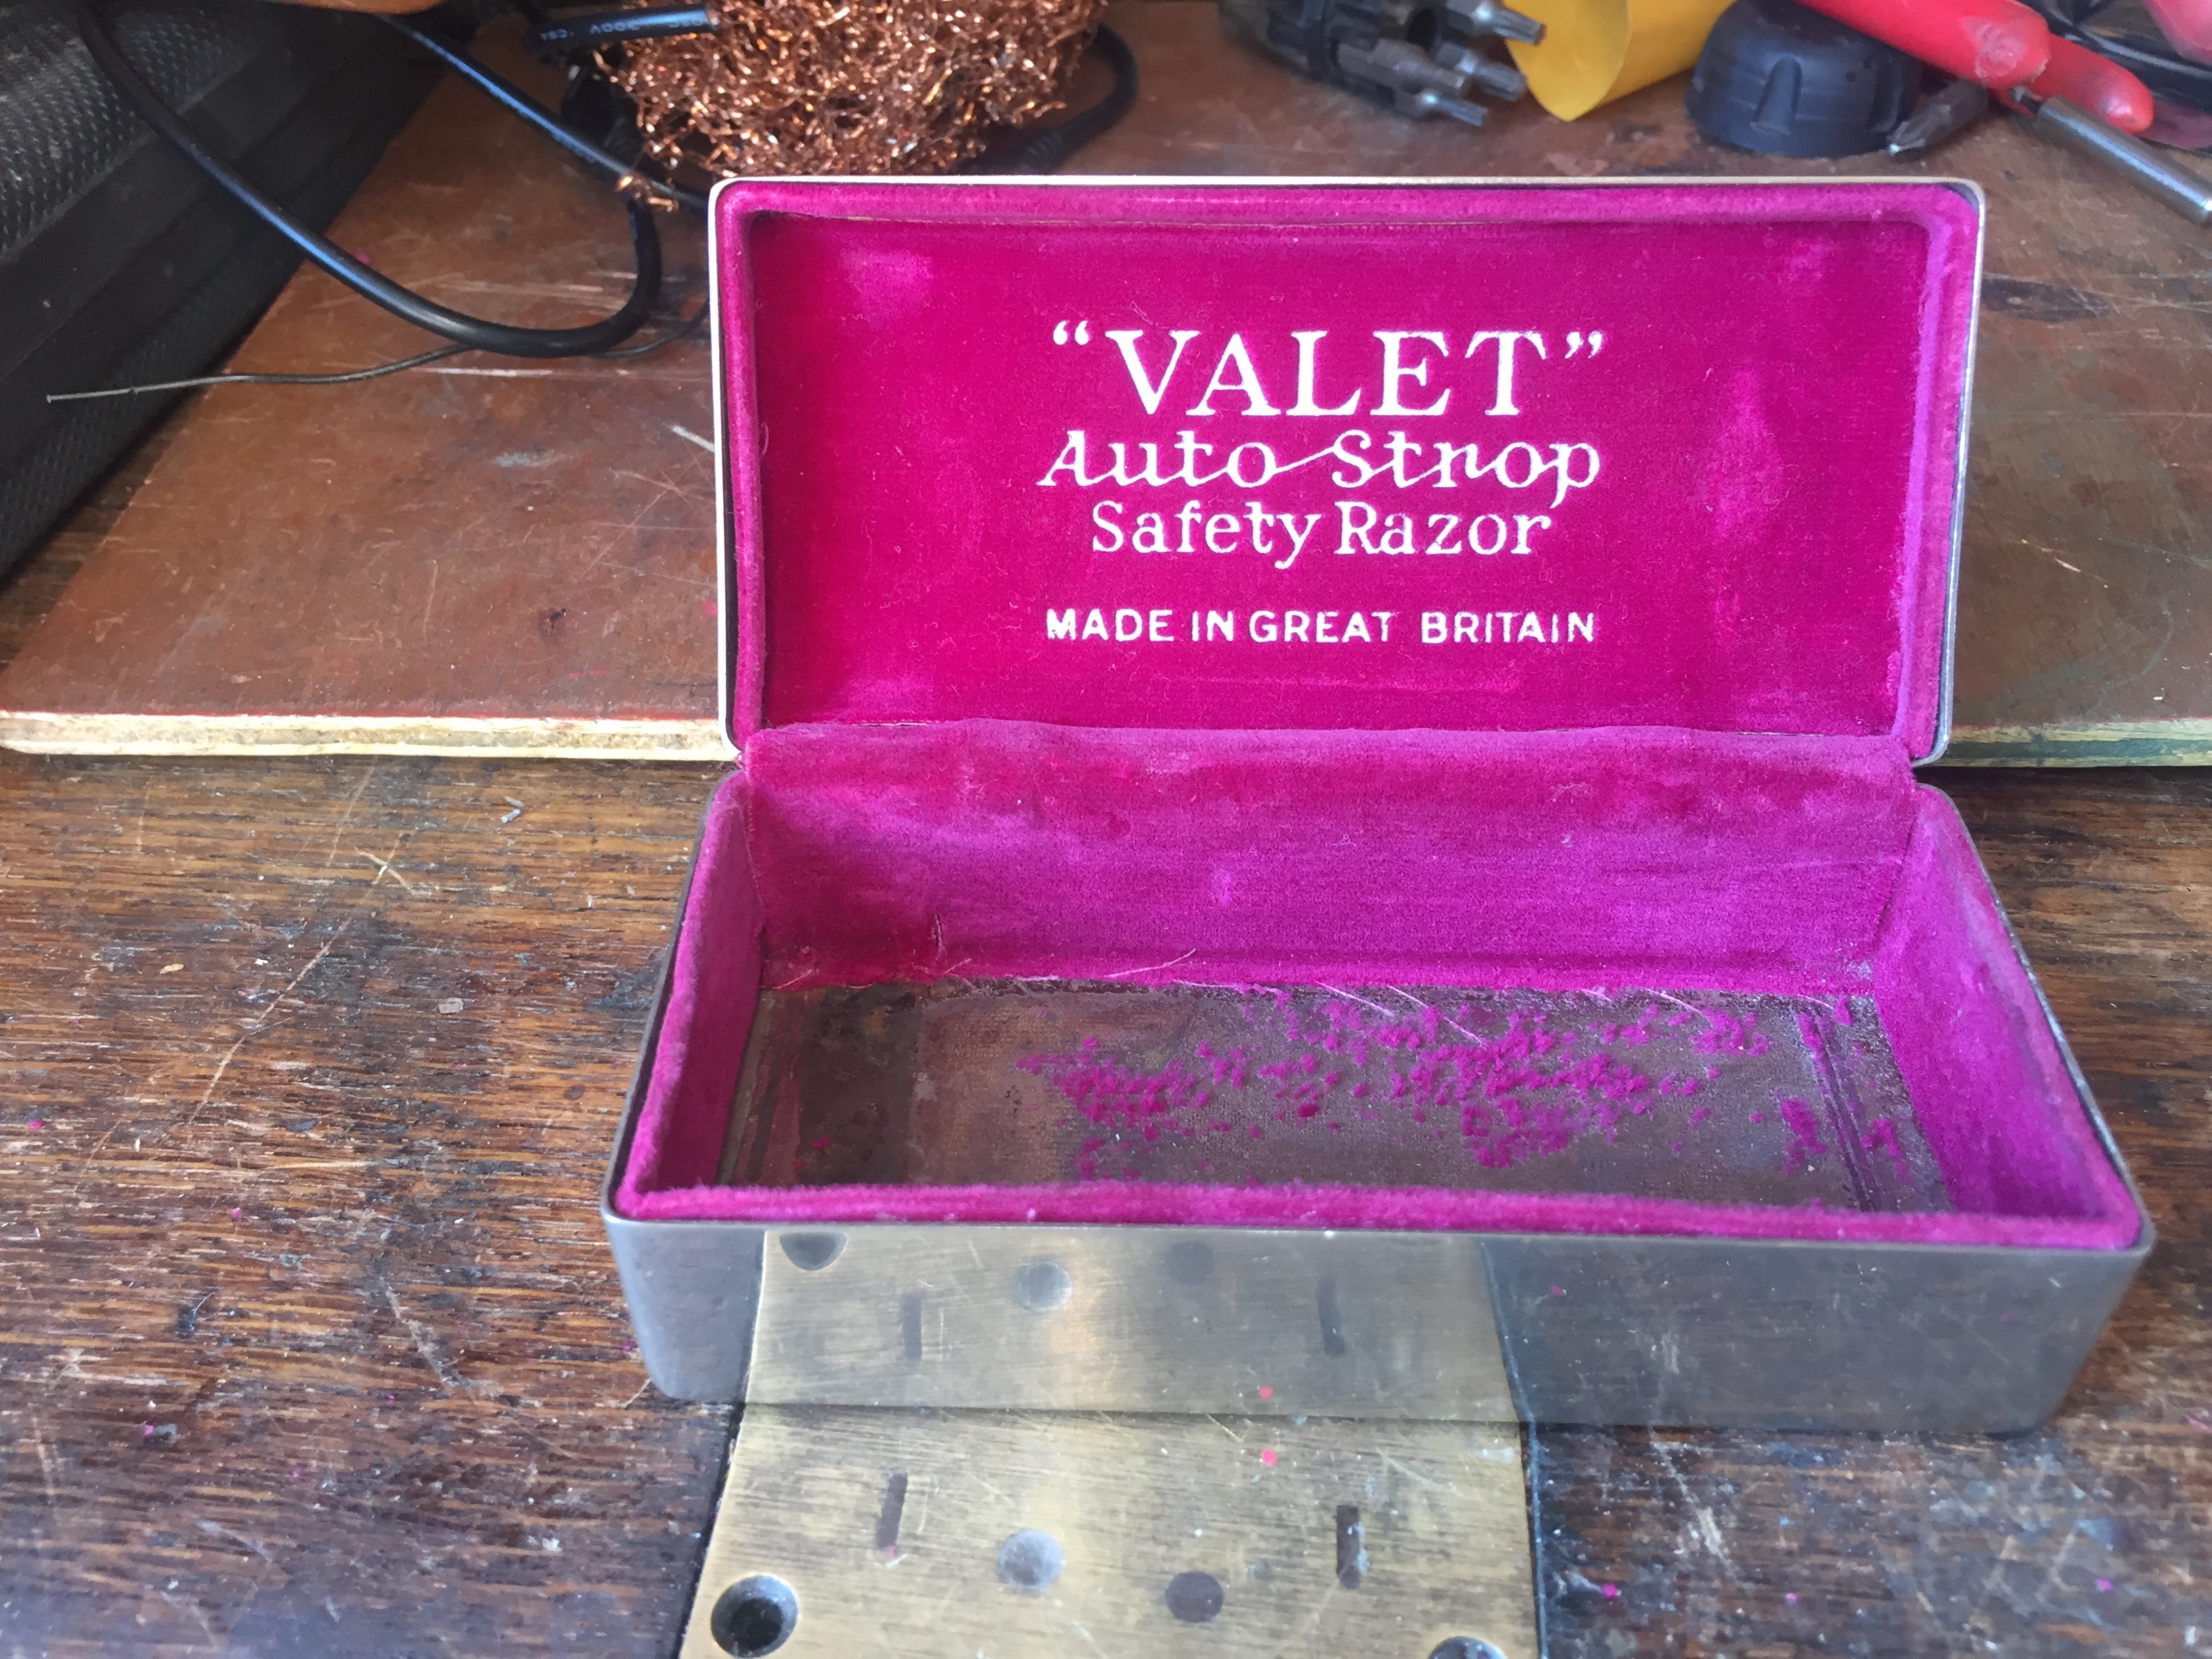 “VALET”
Auto Strop
Safety Razor
MADE IN GREAT BRITAIN